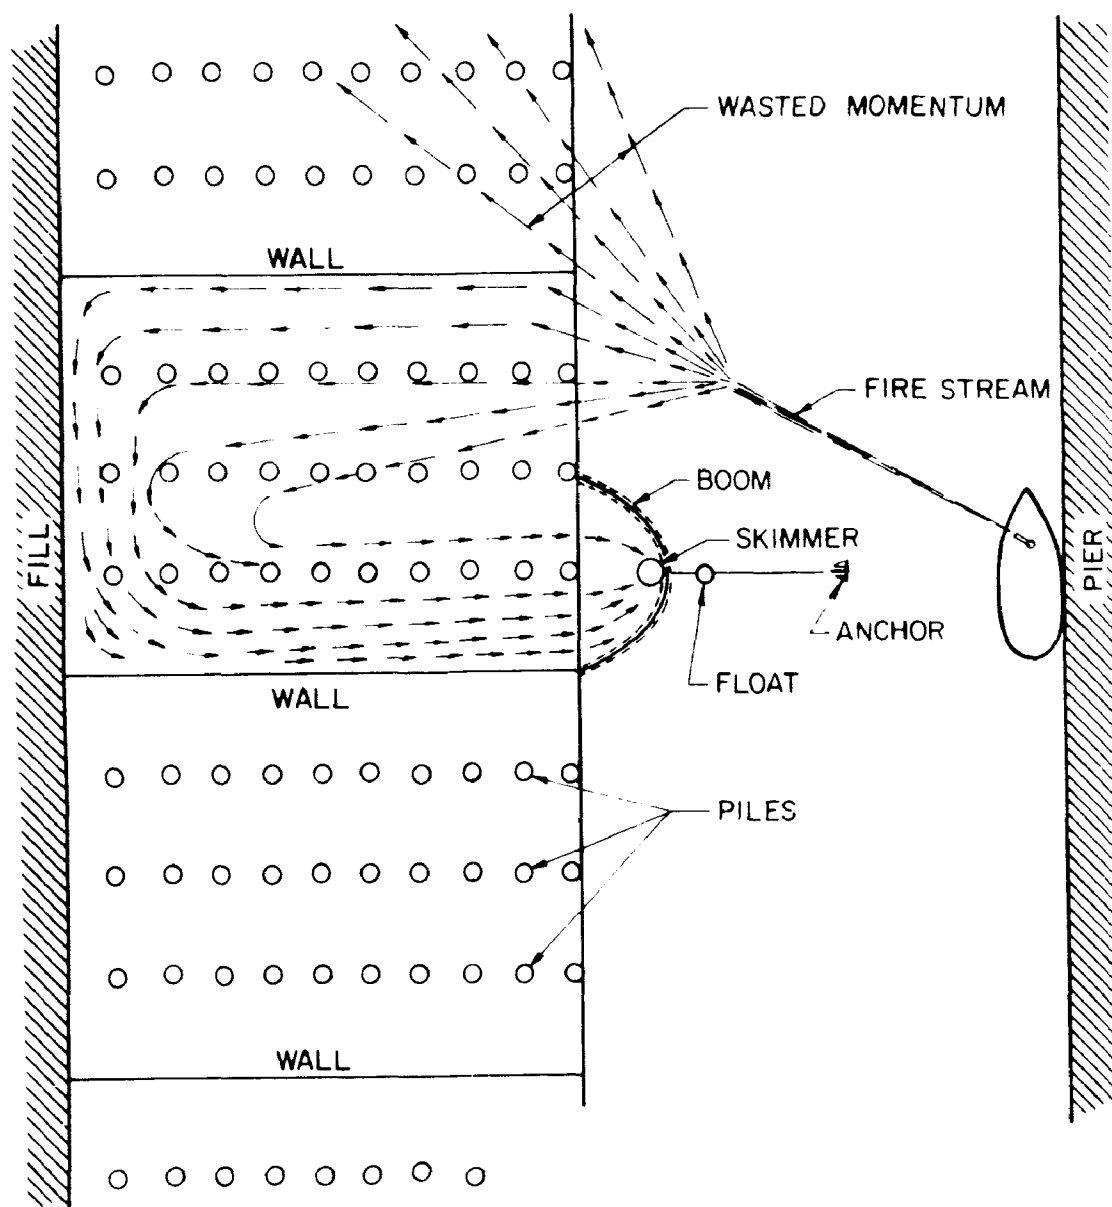 WASTED MOMENTUM
WALL
FIRE STREAM
BOOM
SKIMMER
FILL
PIER
ANCHOR
FLOAT
WALL
PILES
WALL